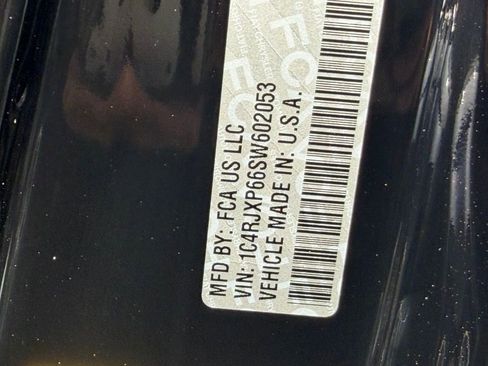 MFD BY: FCA US LLC
VIN: 1C4RJXP66SW602053
VEHICLE MADE IN: U.S.A.